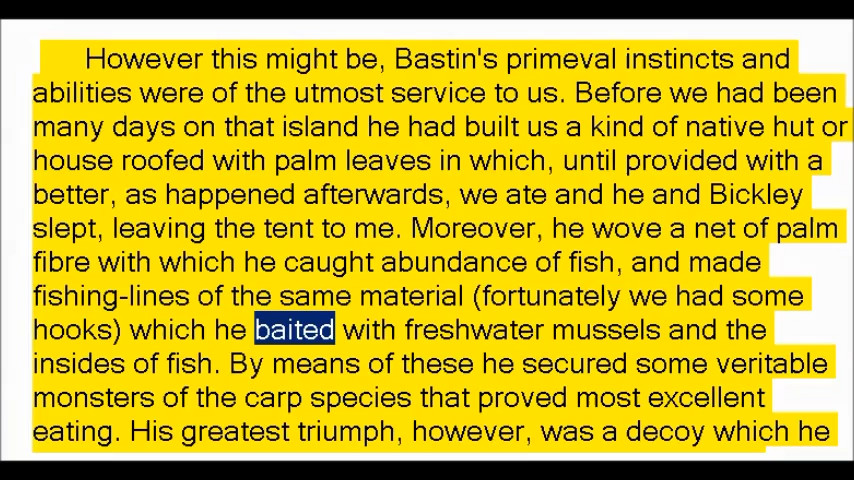 However this might be, Bastin's primeval instincts and
abilities were of the utmost service to us. Before we had been
many days on that island he had built us a kind of native hut or
house roofed with palm leaves in which, until provided with a
better, as happened afterwards, we ate and he and Bickley
slept, leaving the tent to me. Moreover, he wove a net of palm
fibre with which he caught abundance of fish, and made
fishing-lines of the same material (fortunately we had some
hooks) which he baited with freshwater mussels and the
insides of fish. By means of these he secured some veritable
monsters of the carp species that proved most excellent
eating. His greatest triumph, however, was a decoy which he